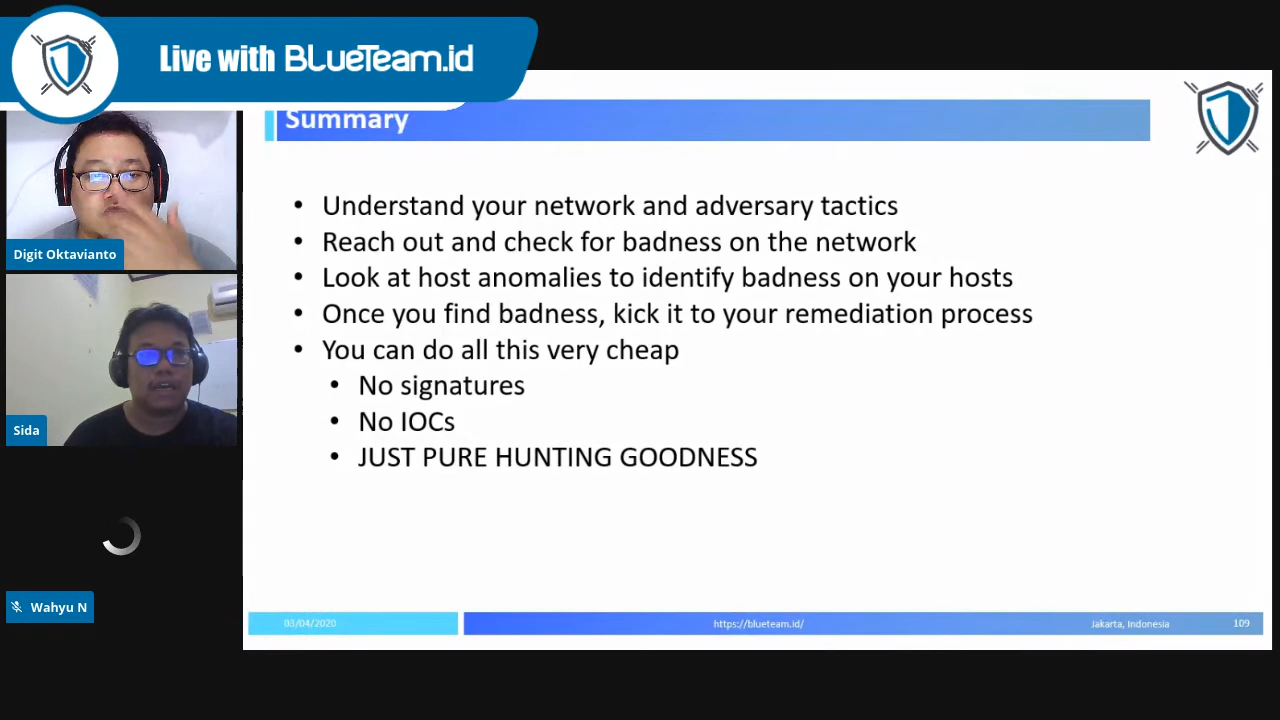 Live with BLUETEAM.ID
Summary
Digit Oktavianto
Sida
Wahyu N
• Understand your network and adversary tactics
• Reach out and check for badness on the network
• Look at host anomalies to identify badness on your hosts
• Once you find badness, kick it to your remediation process
• You can do all this very cheap
• No signatures
• No IOCs
• JUST PURE HUNTING GOODNESS
03/04/2020
https://blueteam.id/
Jakarta, Indonesia
109